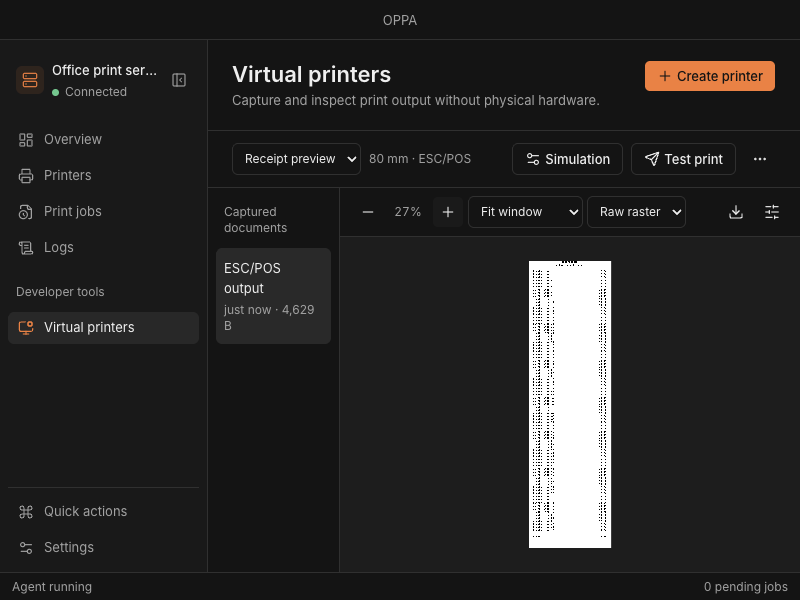 OPPA
Office print ser...
Connected
Overview
Printers
Print jobs
Logs
Developer tools
Virtual printers
Quick actions
Settings
Virtual printers
Capture and inspect print output without physical hardware.
Create printer
Receipt preview
80 mm · ESC/POS
Simulation
Test print
Captured
documents
27%
Fit window
Raw raster
ESC/POS
output
just now · 4,629
B
Agent running
0 pending jobs